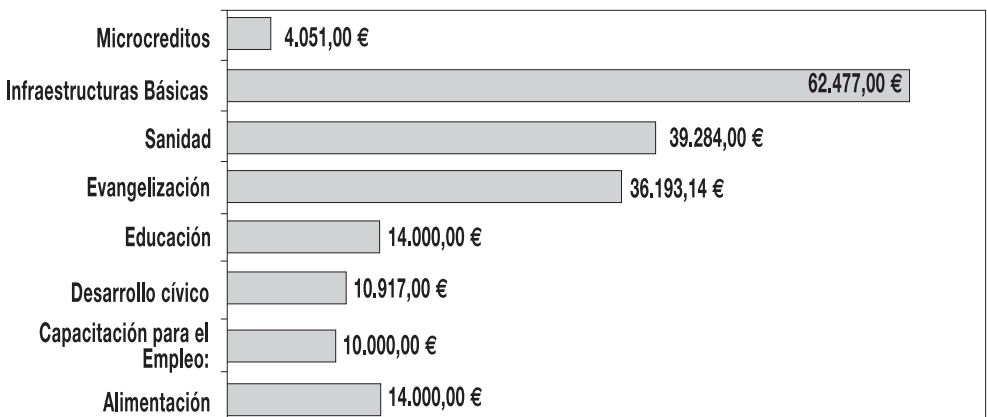 Microcreditos
4.051,00 €
Infraestructuras Básicas
62.477,00 €
Sanidad
39.284,00 €
Evangelización
36.193,14 €
Educación
14.000,00 €
Desarrollo cívico
10.917,00 €
Capacitación para el
Empleo:
10.000,00 €
Alimentación
14.000,00 €